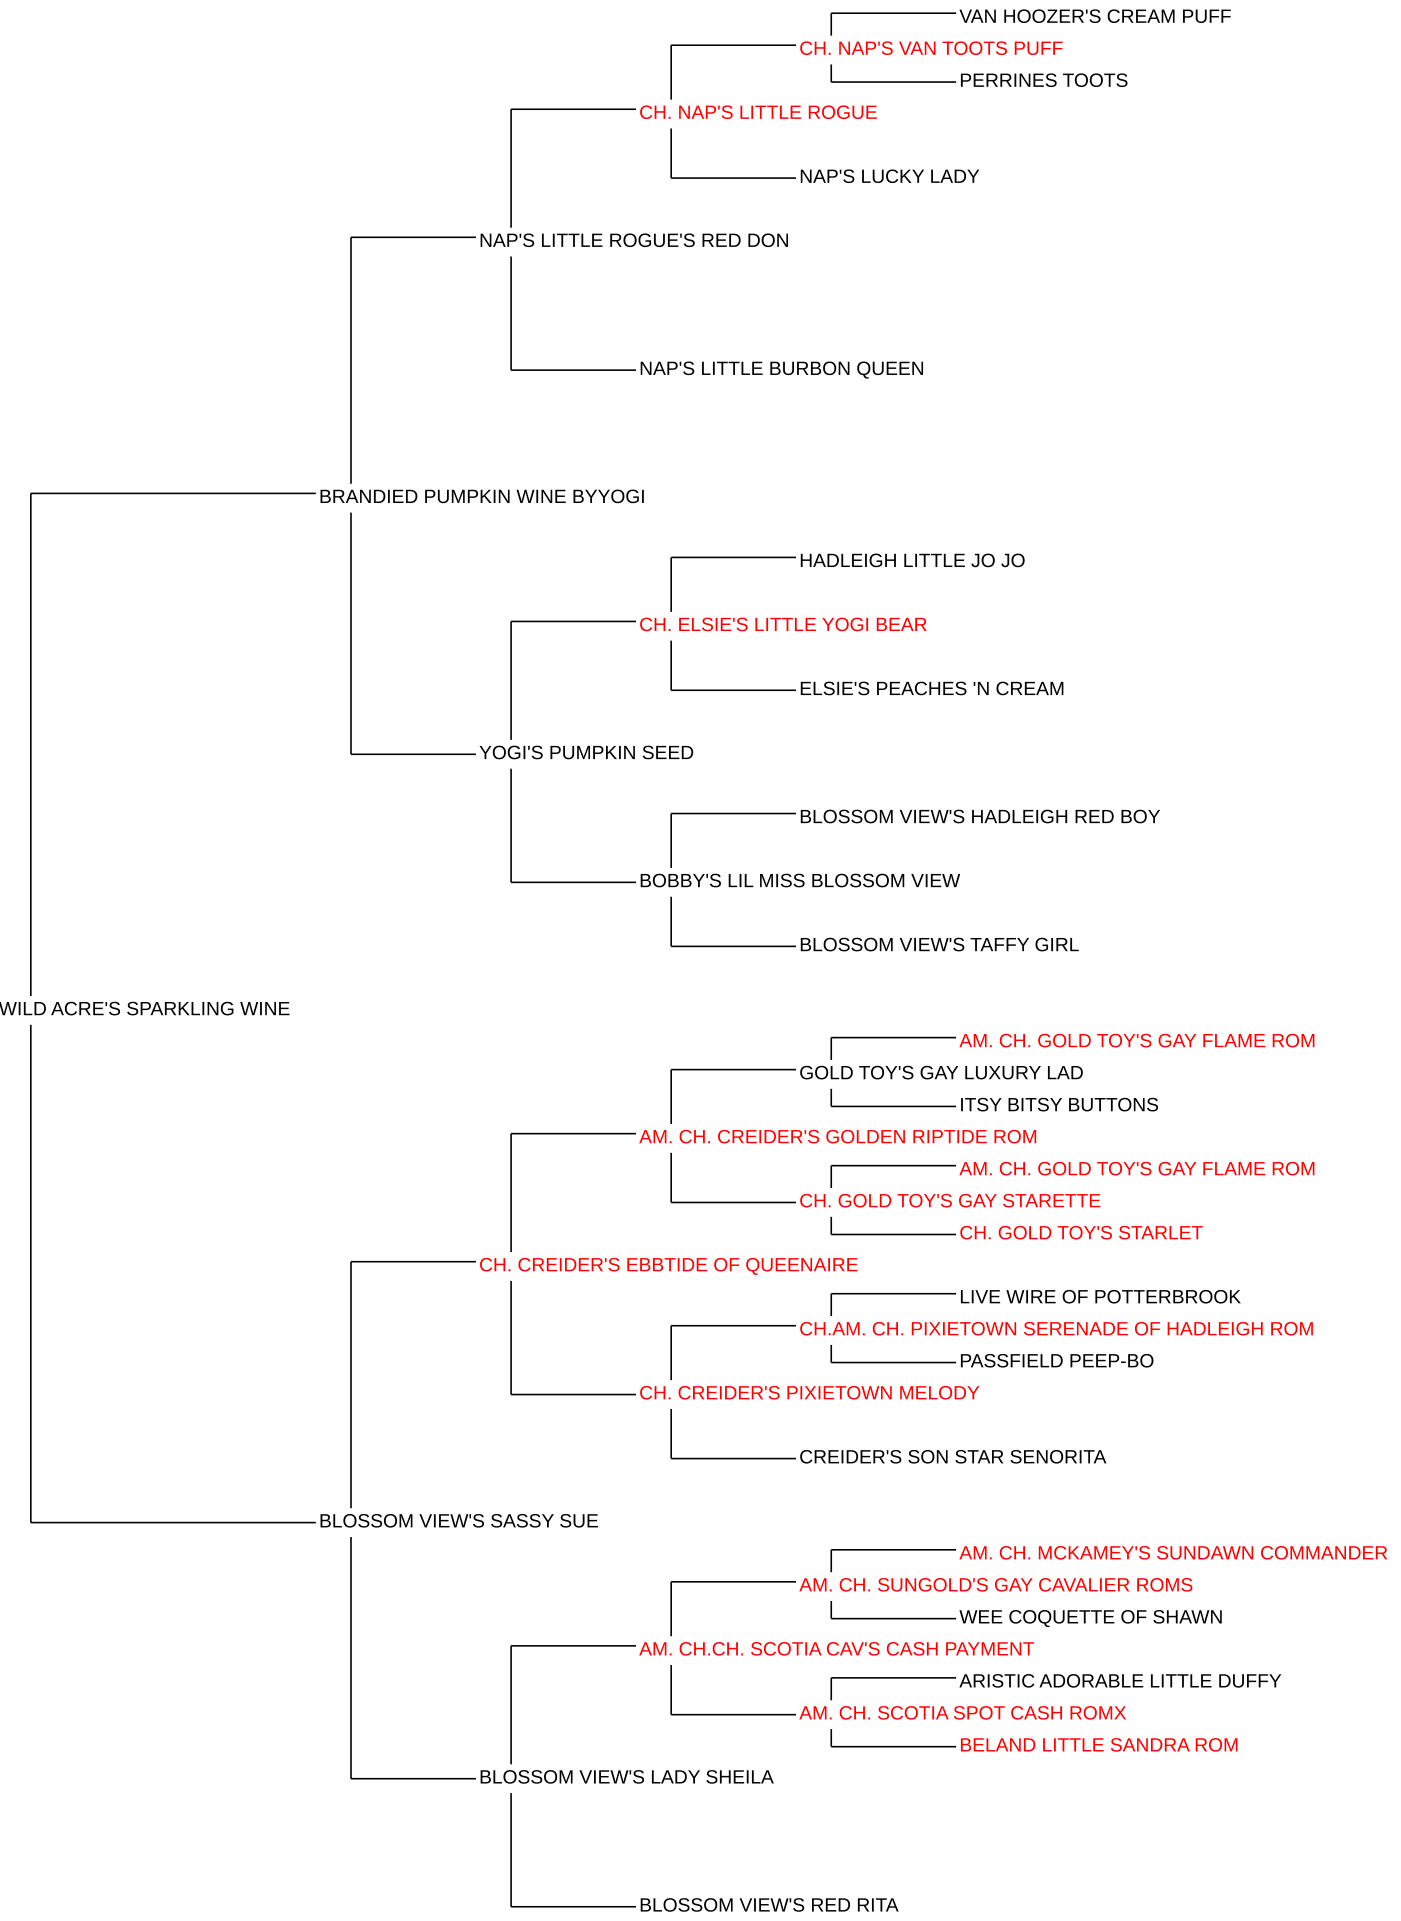 VAN HOOZER'S CREAM PUFF
CH. NAP'S VAN TOOTS PUFF
PERRINES TOOTS
CH. NAP'S LITTLE ROGUE
NAP'S LUCKY LADY
NAP'S LITTLE ROGUE'S RED DON
NAP'S LITTLE BURBON QUEEN
BRANDIED PUMPKIN WINE BYYOGI
HADLEIGH LITTLE JO JO
CH. ELSIE'S LITTLE YOGI BEAR
ELSIE'S PEACHES 'N CREAM
YOGI'S PUMPKIN SEED
BLOSSOM VIEW'S HADLEIGH RED BOY
BOBBY'S LIL MISS BLOSSOM VIEW
BLOSSOM VIEW'S TAFFY GIRL
WILD ACRE'S SPARKLING WINE
AM. CH. GOLD TOY'S GAY FLAME ROM
GOLD TOY'S GAY LUXURY LAD
ITSY BITSY BUTTONS
AM. CH. CREIDER'S GOLDEN RIPTIDE ROM
AM. CH. GOLD TOY'S GAY FLAME ROM
CH. GOLD TOY'S GAY STARETTE
CH. GOLD TOY'S STARLET
CH. CREIDER'S EBBTIDE OF QUEENAIRE
LIVE WIRE OF POTTERBROOK
CH.AM. CH. PIXIETOWN SERENADE OF HADLEIGH ROM
PASSFIELD PEEP-BO
CH. CREIDER'S PIXIETOWN MELODY
CREIDER'S SON STAR SENORITA
BLOSSOM VIEW'S SASSY SUE
AM. CH. MCKAMEY'S SUNDAWN COMMANDER
AM. CH. SUNGOLD'S GAY CAVALIER ROMS
WEE COQUETTE OF SHAWN
AM. CH.CH. SCOTIA CAV'S CASH PAYMENT
ARISTIC ADORABLE LITTLE DUFFY
AM. CH. SCOTIA SPOT CASH ROMX
BELAND LITTLE SANDRA ROM
BLOSSOM VIEW'S LADY SHEILA
BLOSSOM VIEW'S RED RITA